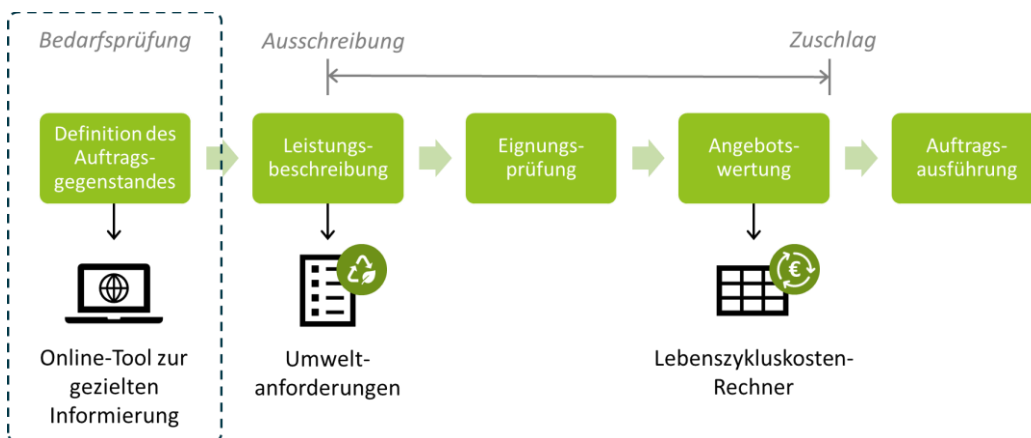 Bedarfsprüfung
Ausschreibung
Zuschlag
Definition des
Auftrags-
gegenstandes
Leistungs-
beschreibung
Eignungs-
prüfung
Angebots-
wertung
Auftrags-
ausführung
€
Online-Tool zur
gezielten
Informierung
Umwelt-
anforderungen
Lebenszykluskosten-
Rechner